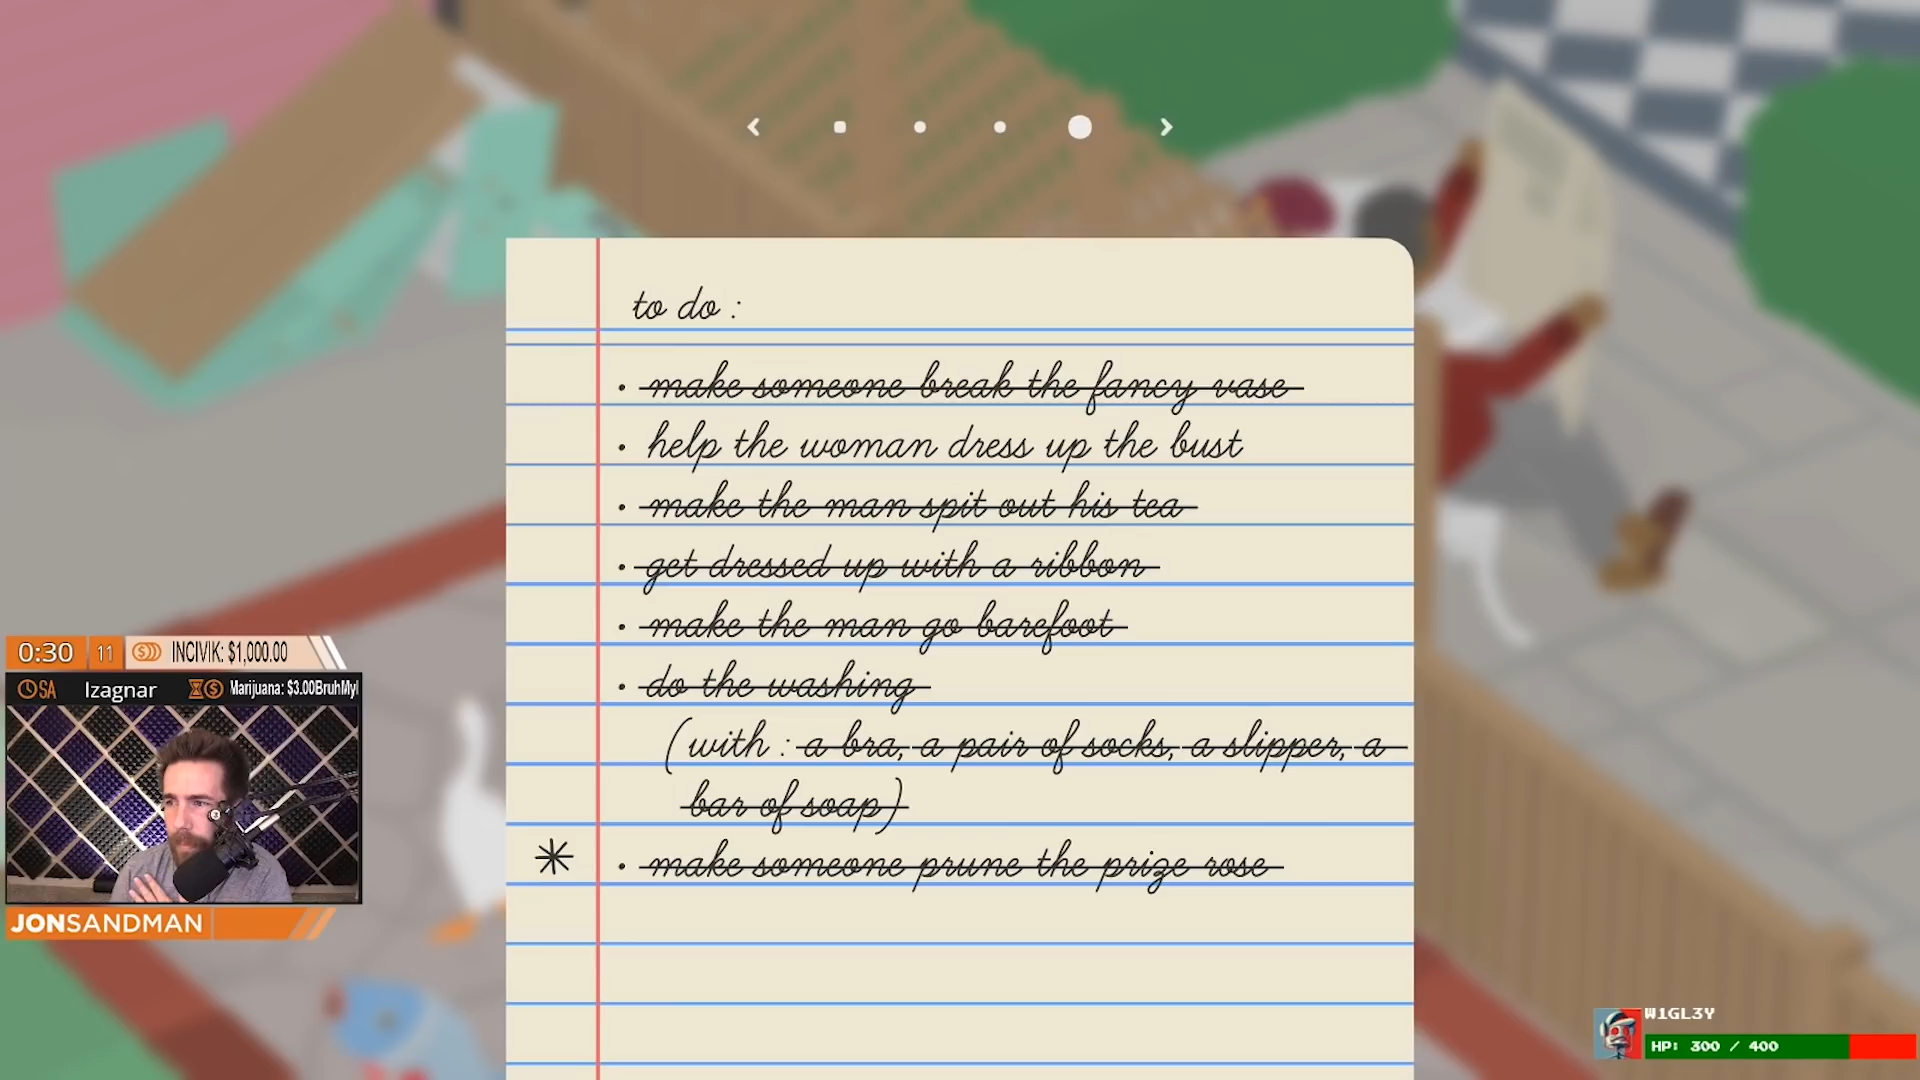 to do :
• make someone break the fancy vase
• help the woman dress up the bust
• make the man spit out his tea
• get dressed up with a ribbon
• make the man go barefoot
• do the washing
(with : a bra, a pair of socks, a slipper, a
bar of soap)
• make someone prune the prize rose
0:30 11 INCIVIK: $1,000.00
SA Izagnar Marijuana: $3.00BruhMyl
JONSANDMAN
W1GL3Y
HP: 300 / 400